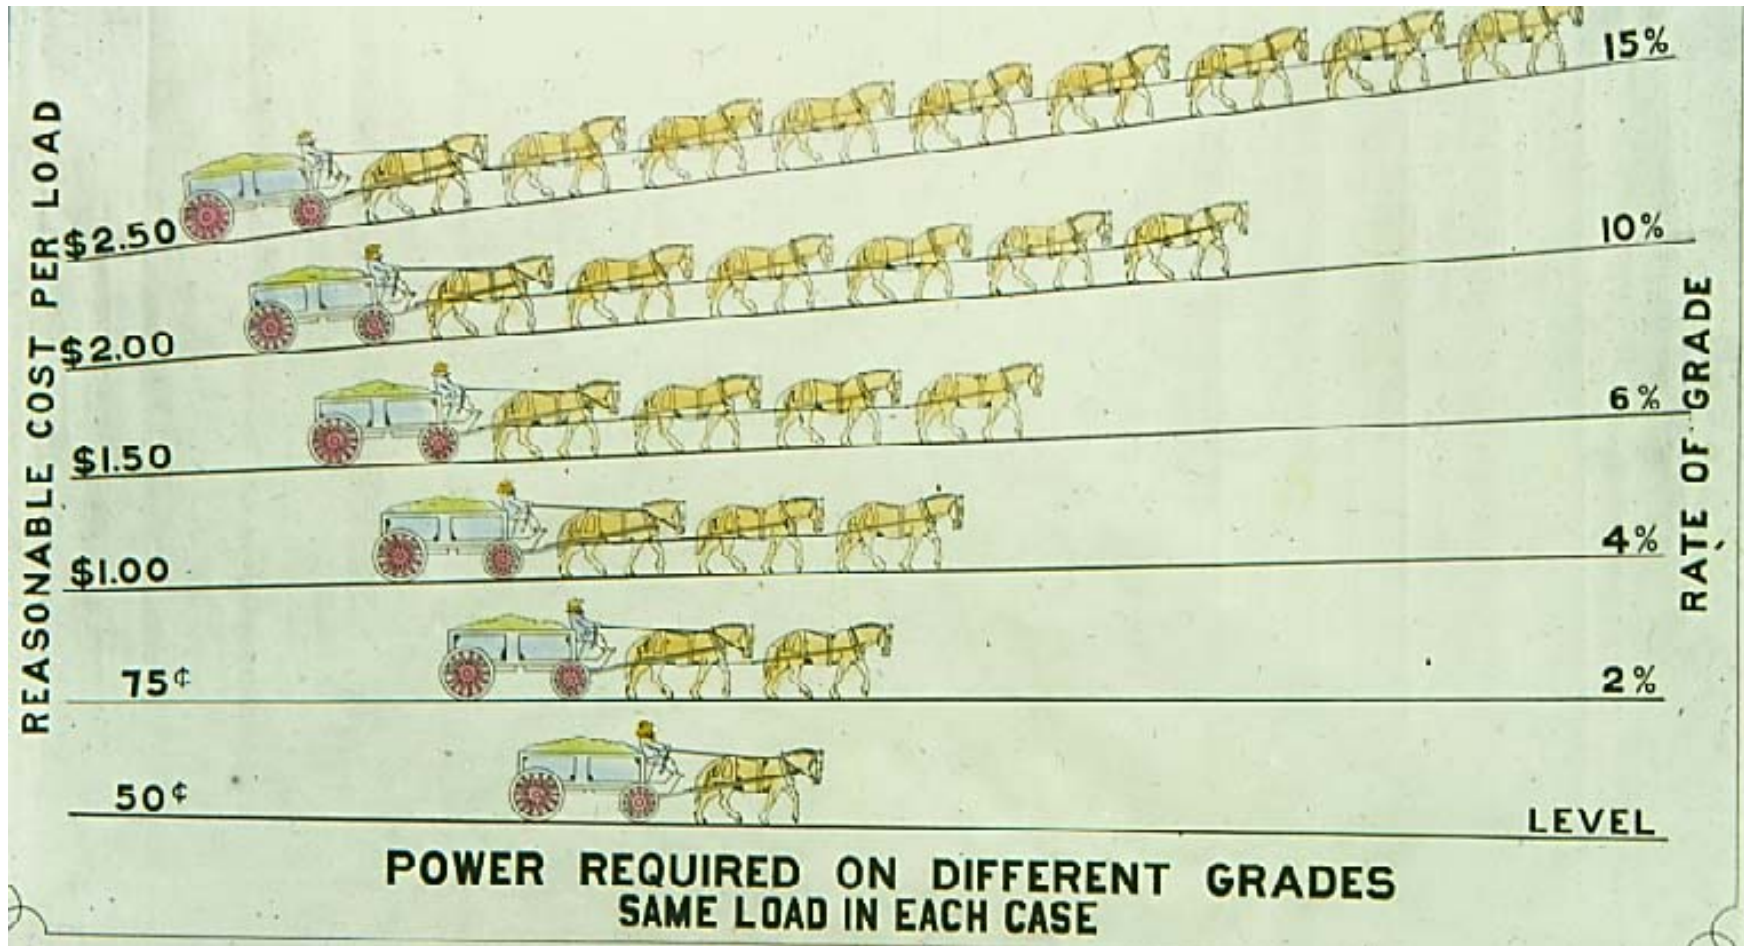 REASONABLE COST PER LOAD
RATE OF GRADE
15%
$2.50
10%
$2.00
6%
$1.50
4%
$1.00
2%
75¢
50¢
LEVEL
POWER REQUIRED ON DIFFERENT GRADES
SAME LOAD IN EACH CASE